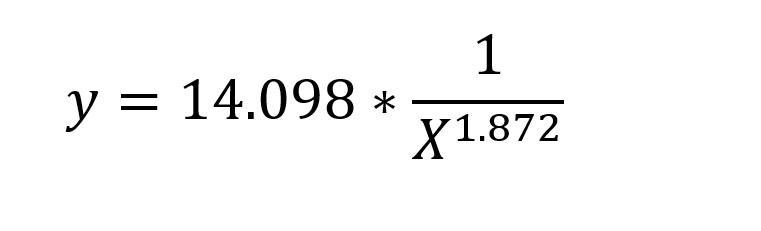 y = 14.098 * 1 / X^1.872